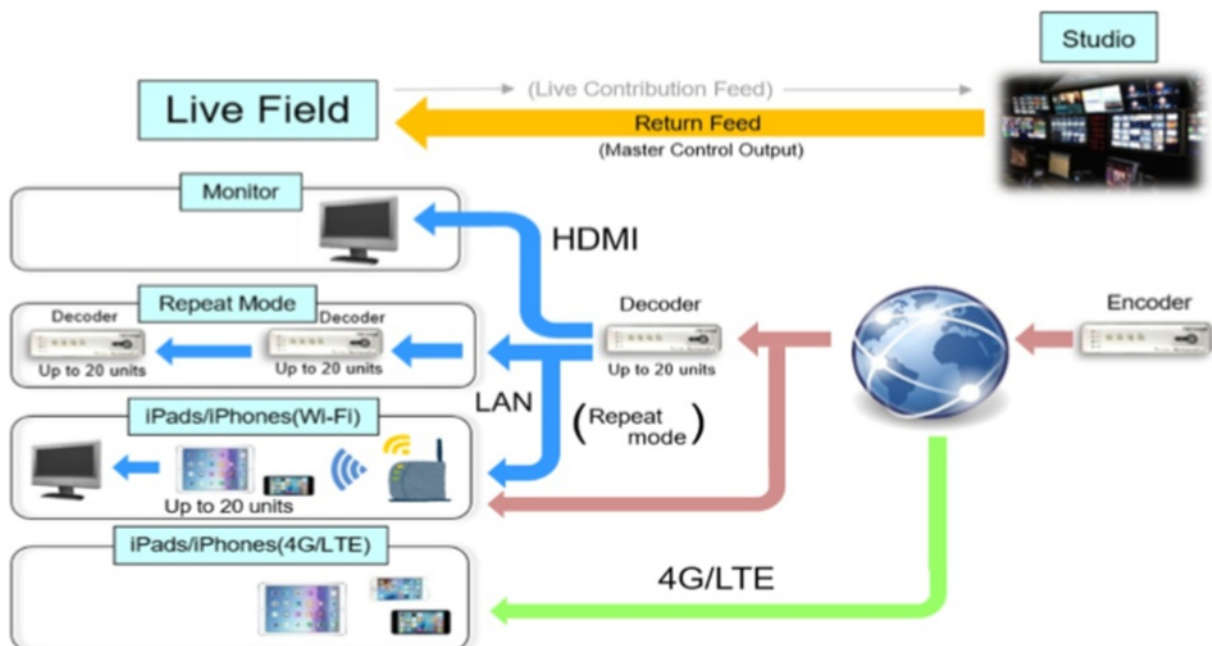 Studio
Live Field
(Live Contribution Feed)
Return Feed
(Master Control Output)
Monitor
HDMI
Repeat Mode
Decoder
Decoder
Up to 20 units
Up to 20 units
Decoder
Up to 20 units
Encoder
LAN
(Repeat
mode)
iPads/iPhones(Wi-Fi)
Up to 20 units
iPads/iPhones(4G/LTE)
4G/LTE